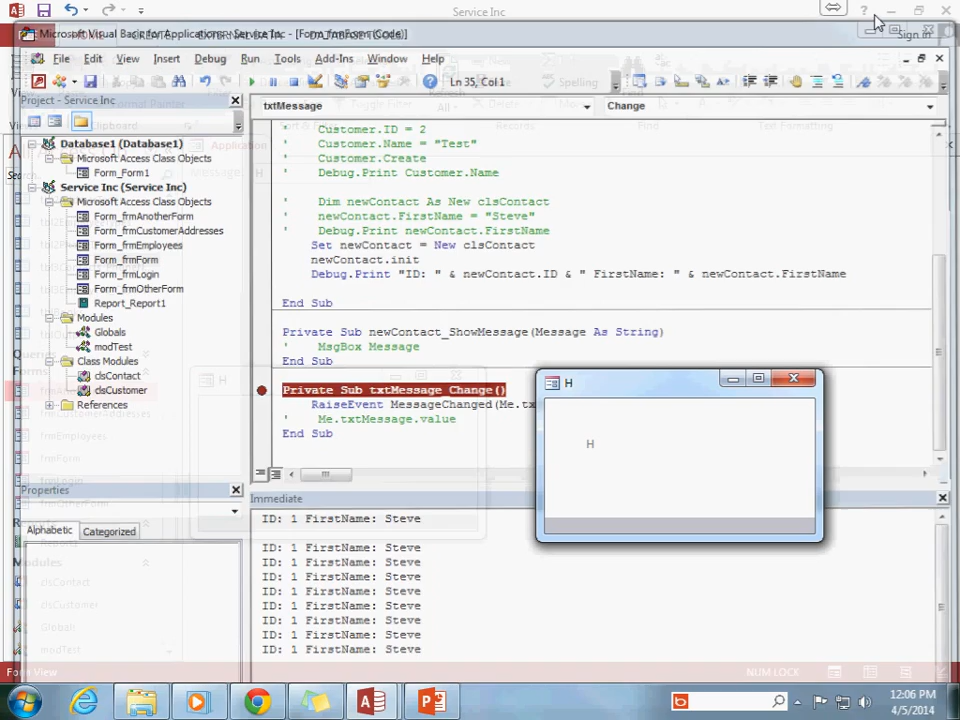 Service Inc
Microsoft Visual Basic for Applications - Service Inc - [Form_frmForm (Code)]
Sign in
File Edit View Insert Format Debug Run Tools Add-Ins Window Help
Ln 35, Col 1
Project - Service Inc
Database1 (Database1)
Microsoft Access Class Objects
Form_Form1
Service Inc (Service Inc)
Microsoft Access Class Objects
Form_frmAnotherForm
Form_frmCustomerAddresses
Form_frmEmployees
Form_frmForm
Form_frmLogin
Form_frmOtherForm
Report_Report1
Modules
Globals
modTest
Class Modules
clsContact
clsCustomer
References
Properties
Alphabetic Categorized
txtMessage
Change
' Customer.ID = 2
' Customer.Name = "Test"
' Customer.Create
' Debug.Print Customer.Name
' Dim newContact As New clsContact
' newContact.FirstName = "Steve"
' Debug.Print newContact.FirstName
Set newContact = New clsContact
newContact.init
Debug.Print "ID: " & newContact.ID & " FirstName: " & newContact.FirstName
End Sub
Private Sub newContact_ShowMessage(Message As String)
' MsgBox Message
End Sub
Private Sub txtMessage_Change()
RaiseEvent MessageChanged(Me.tx
' Me.txtMessage.value
End Sub
H
H
Immediate
ID: 1 FirstName: Steve
ID: 1 FirstName: Steve
ID: 1 FirstName: Steve
ID: 1 FirstName: Steve
ID: 1 FirstName: Steve
ID: 1 FirstName: Steve
ID: 1 FirstName: Steve
ID: 1 FirstName: Steve
ID: 1 FirstName: Steve
Form View
NUM LOCK
12:06 PM
4/5/2014